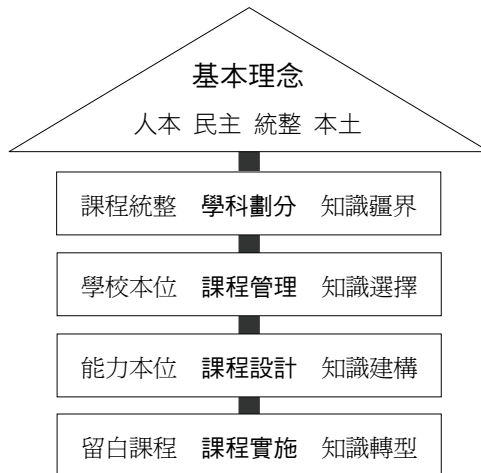 基本理念
人本 民主 統整 本土
課程統整 學科劃分 知識疆界
學校本位 課程管理 知識選擇
能力本位 課程設計 知識建構
留白課程 課程實施 知識轉型